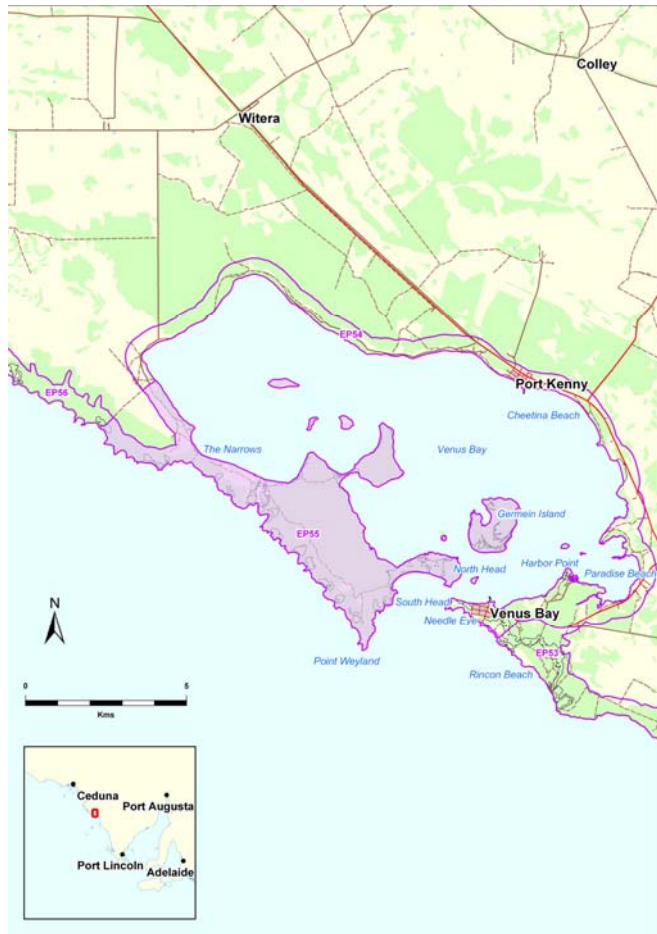 Colley
Witera
EP54
Port Kenny
EP56
Cheetina Beach
The Narrows
Venus Bay
Germein Island
EP55
Harbor Point
North Head
Paradise Beach
South Head
Venus Bay
Needle Eye
N
EP53
Point Weyland
Rincon Beach
0
5
Kms
Ceduna
Port Augusta
Port Lincoln
Adelaide